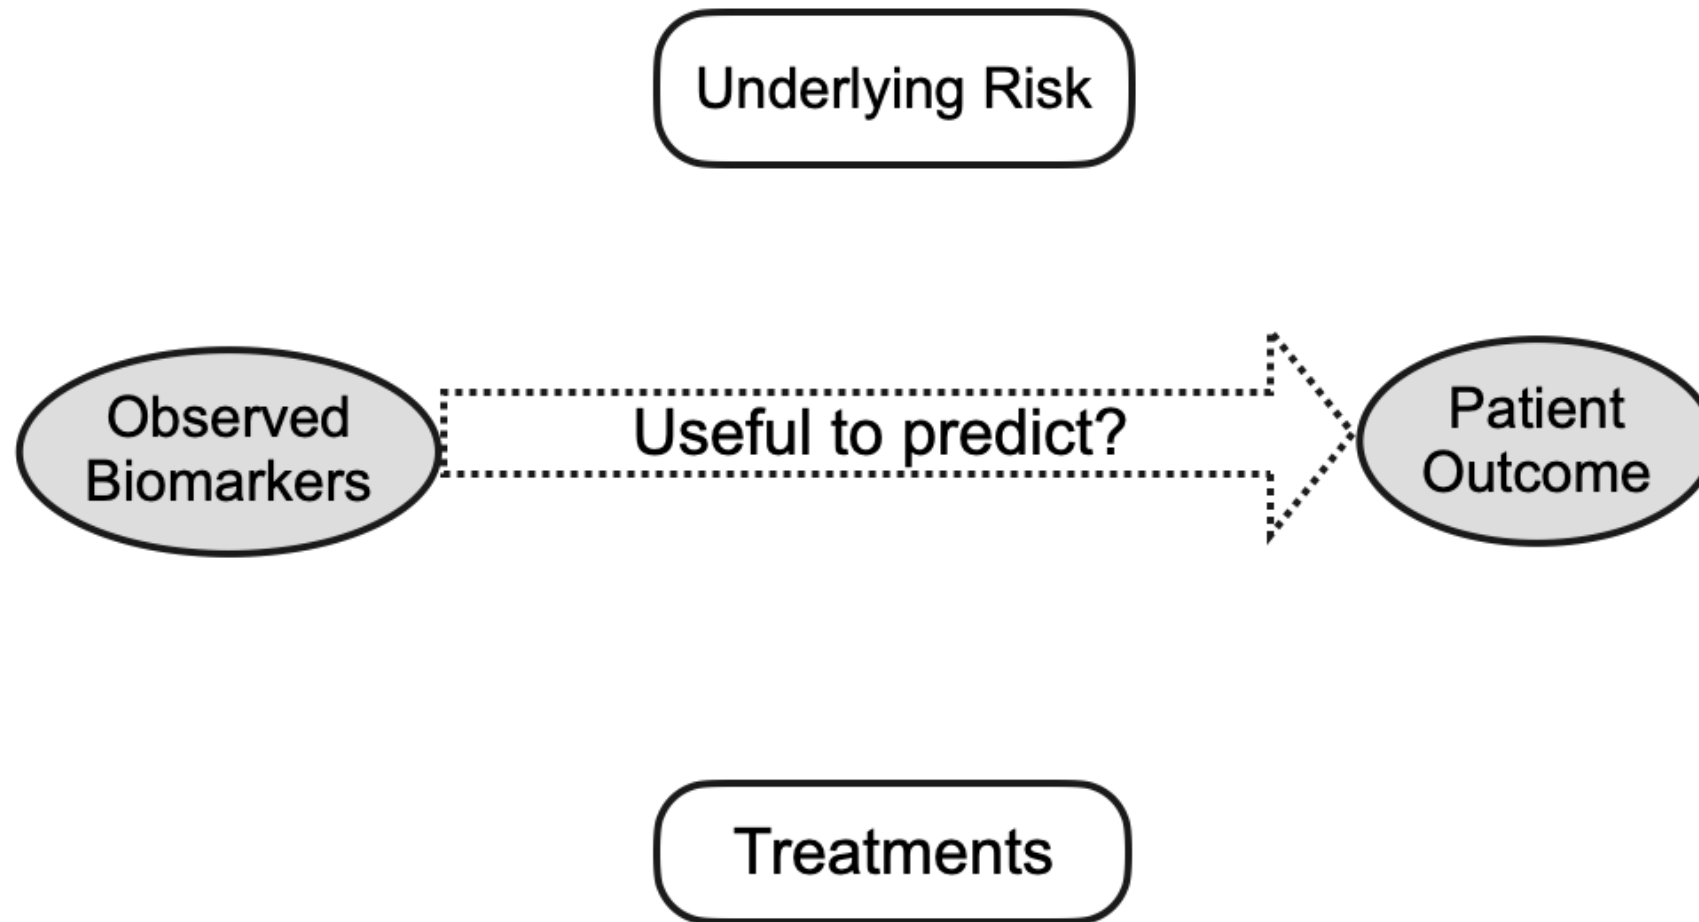 Underlying Risk
Observed
Biomarkers
Useful to predict?
Patient
Outcome
Treatments